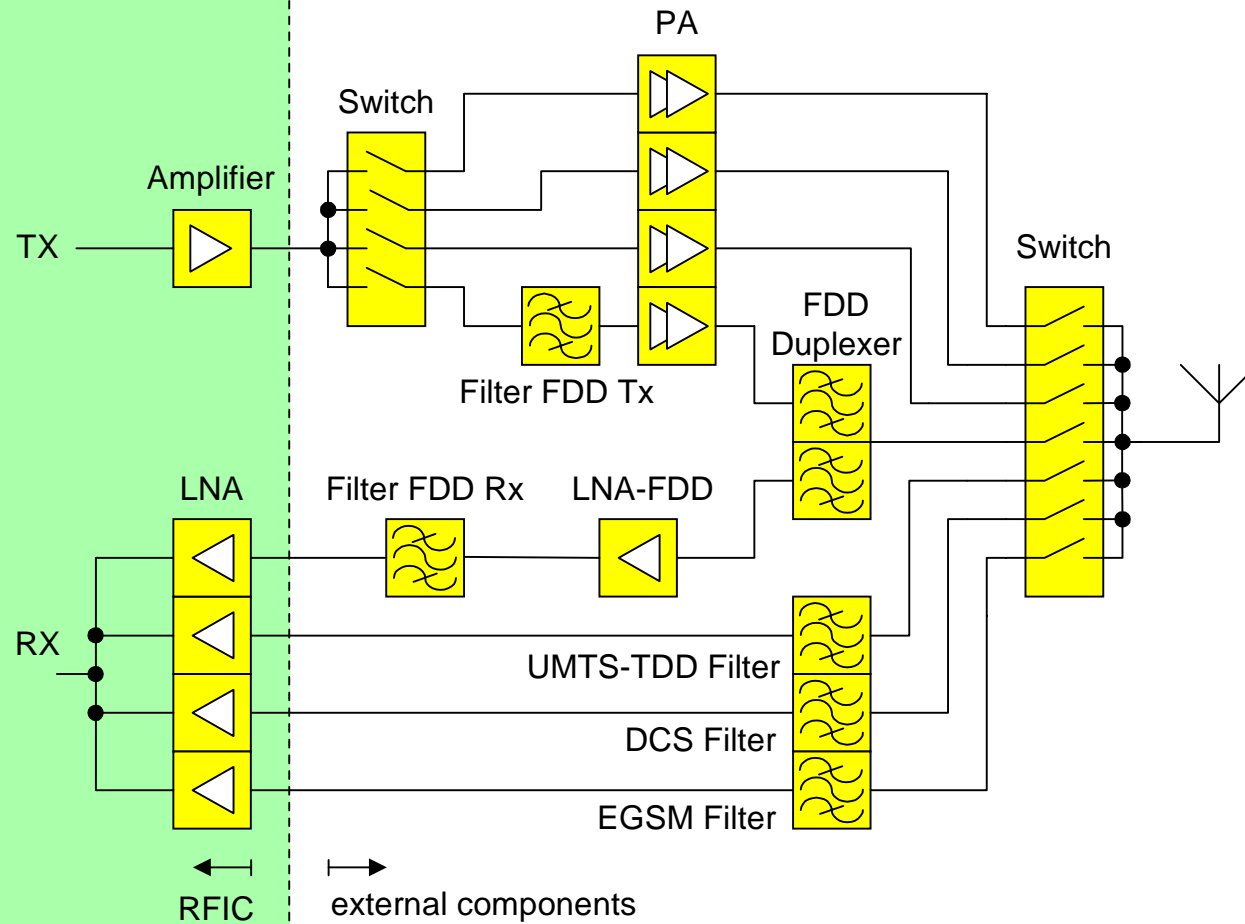 PA
Switch
Amplifier
TX
Switch
FDD
Duplexer
Filter FDD Tx
LNA
Filter FDD Rx
LNA-FDD
RX
UMTS-TDD Filter
DCS Filter
EGSM Filter
RFIC
external components